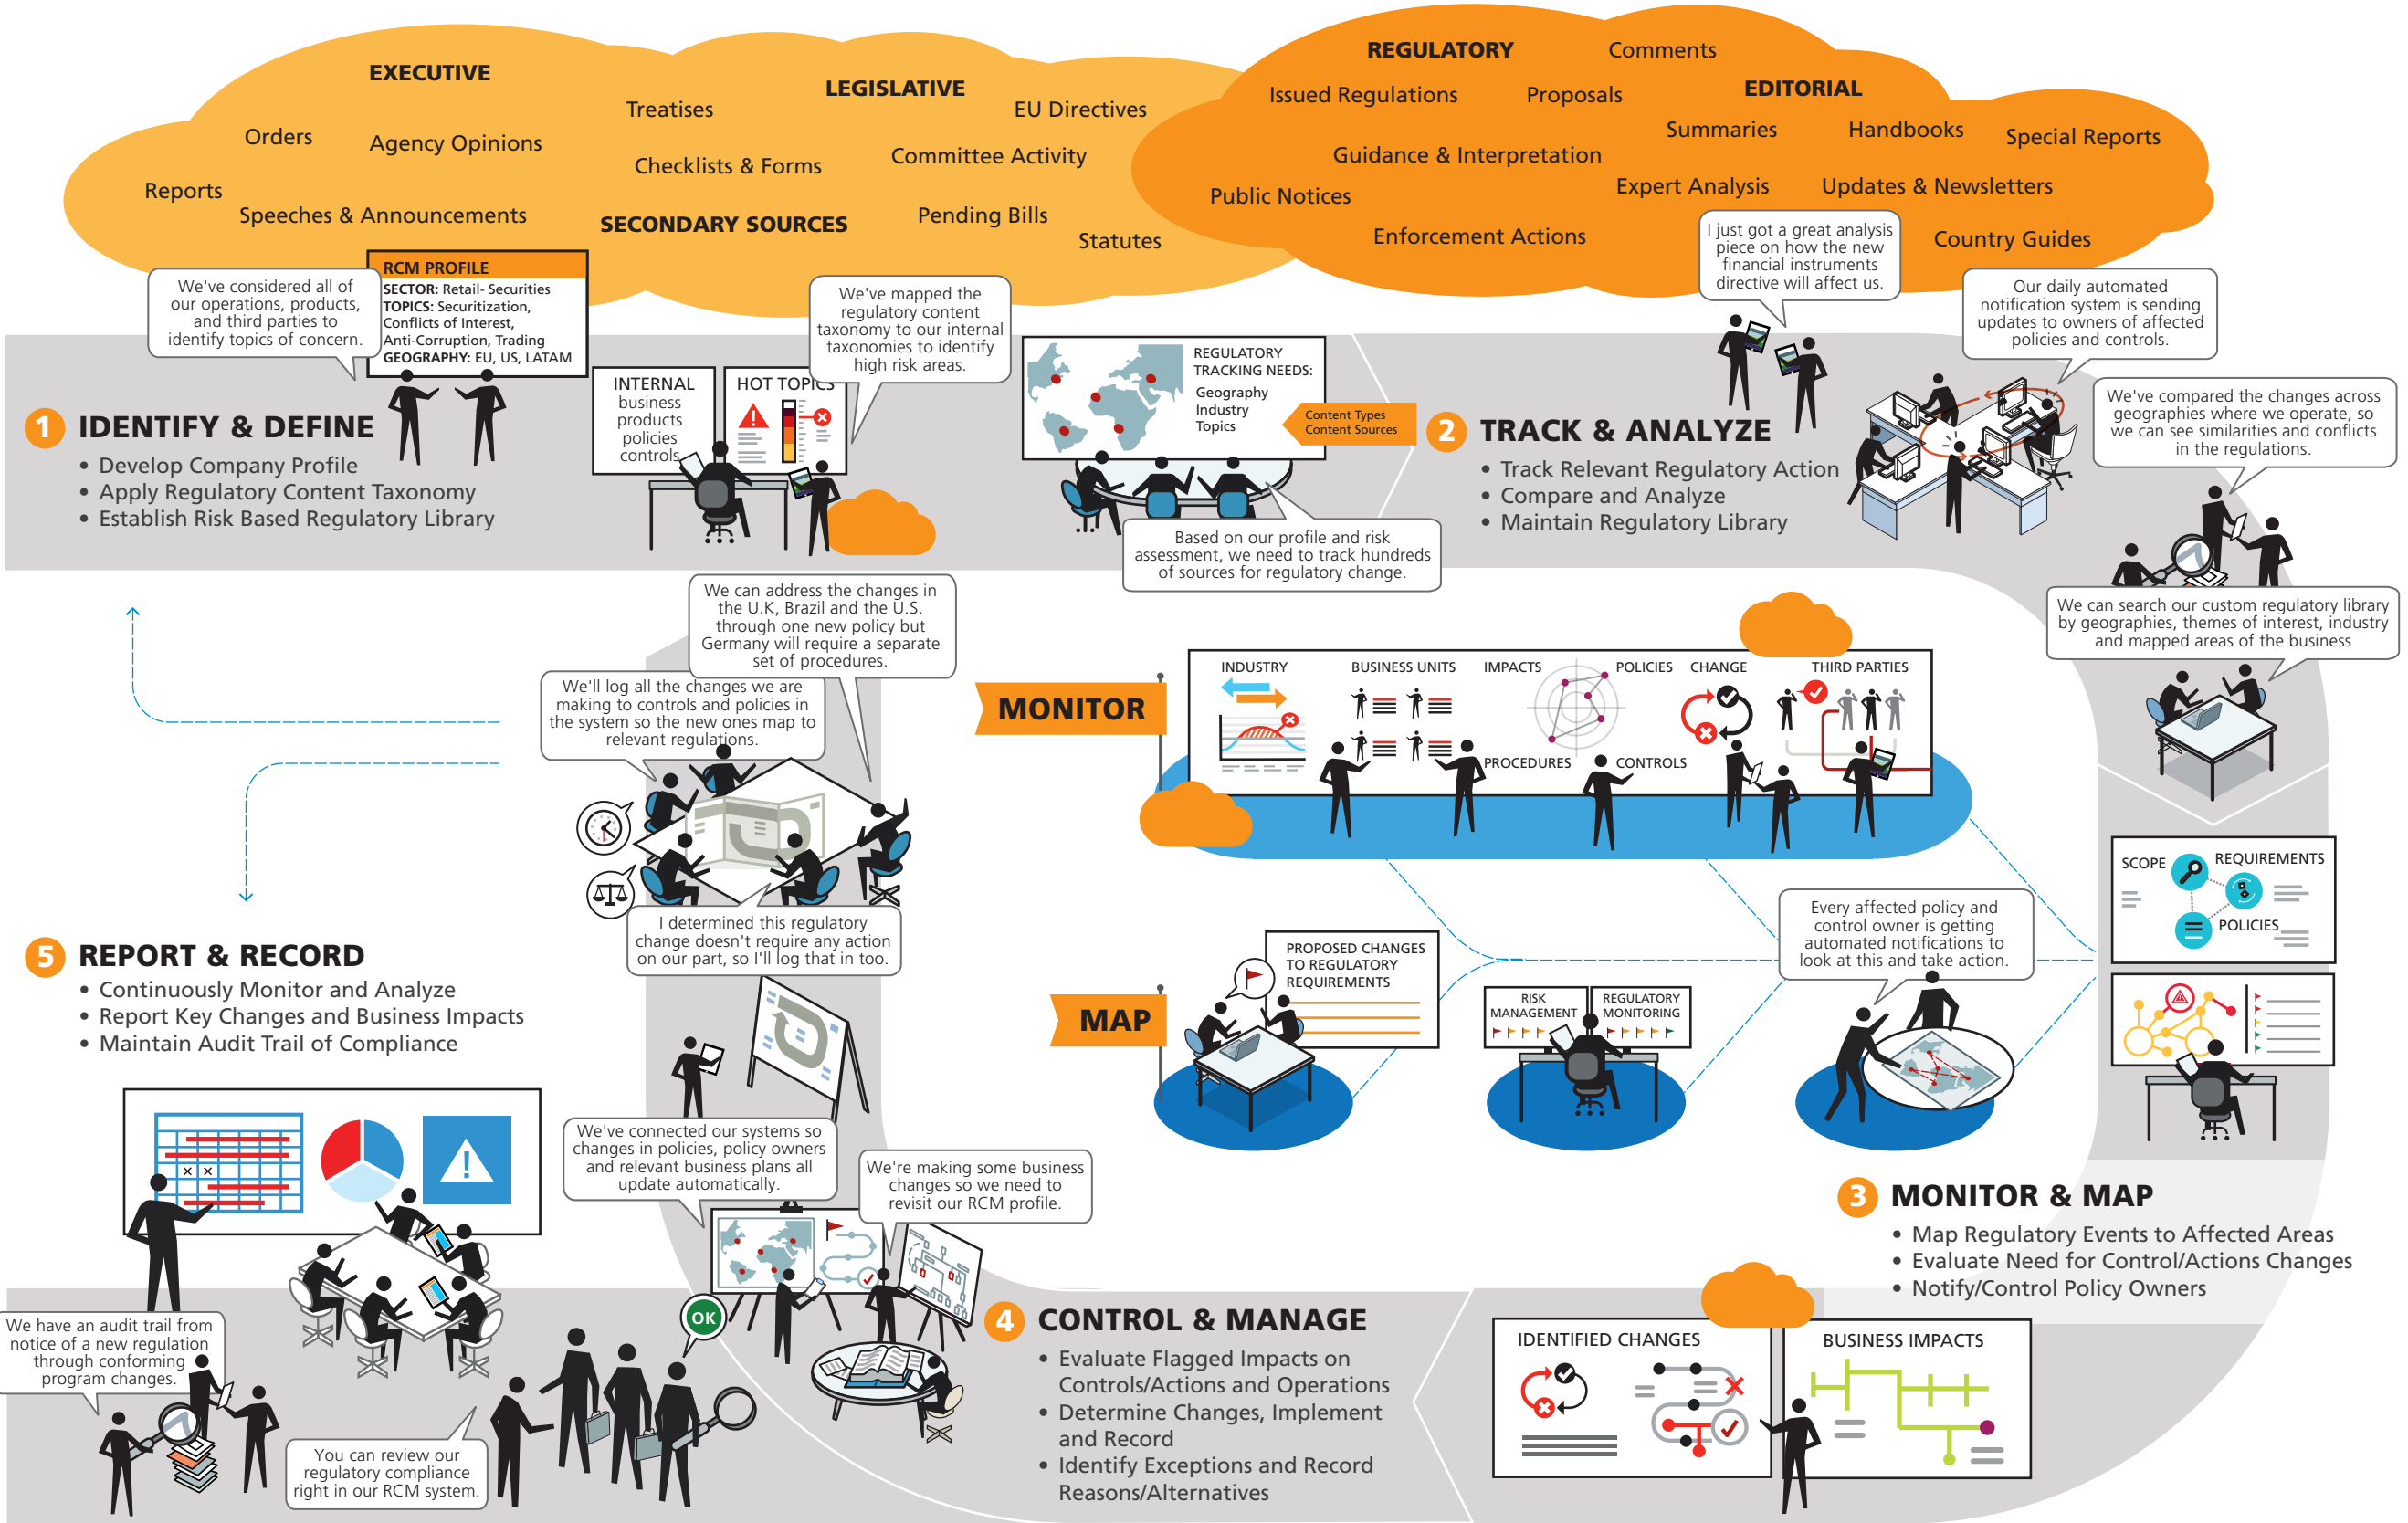 EXECUTIVE
Orders
Agency Opinions
Reports
Speeches & Announcements
LEGISLATIVE
Treatises
EU Directives
Checklists & Forms
Committee Activity
SECONDARY SOURCES
Pending Bills
Statutes
REGULATORY
Comments
Issued Regulations
Proposals
EDITORIAL
Summaries
Handbooks
Special Reports
Guidance & Interpretation
Public Notices
Expert Analysis
Updates & Newsletters
Enforcement Actions
Country Guides
We've considered all of
our operations, products,
and third parties to
identify topics of concern.
RCM PROFILE
SECTOR: Retail- Securities
TOPICS: Securitization,
Conflicts of Interest,
Anti-Corruption, Trading
GEOGRAPHY: EU, US, LATAM
We've mapped the
regulatory content
taxonomy to our internal
taxonomies to identify
high risk areas.
1 IDENTIFY & DEFINE
• Develop Company Profile
• Apply Regulatory Content Taxonomy
• Establish Risk Based Regulatory Library
INTERNAL
business
products
policies
controls
HOT TOPICS
REGULATORY
TRACKING NEEDS:
Geography
Industry
Topics
Content Types
Content Sources
Based on our profile and risk
assessment, we need to track hundreds
of sources for regulatory change.
I just got a great analysis
piece on how the new
financial instruments
directive will affect us.
Our daily automated
notification system is sending
updates to owners of affected
policies and controls.
2 TRACK & ANALYZE
• Track Relevant Regulatory Action
• Compare and Analyze
• Maintain Regulatory Library
We've compared the changes across
geographies where we operate, so
we can see similarities and conflicts
in the regulations.
We can search our custom regulatory library
by geographies, themes of interest, industry
and mapped areas of the business
MONITOR
INDUSTRY
BUSINESS UNITS
IMPACTS
POLICIES
CHANGE
THIRD PARTIES
PROCEDURES
CONTROLS
MAP
PROPOSED CHANGES
TO REGULATORY
REQUIREMENTS
RISK
MANAGEMENT
REGULATORY
MONITORING
Every affected policy and
control owner is getting
automated notifications to
look at this and take action.
SCOPE
REQUIREMENTS
POLICIES
3 MONITOR & MAP
• Map Regulatory Events to Affected Areas
• Evaluate Need for Control/Actions Changes
• Notify/Control Policy Owners
IDENTIFIED CHANGES
BUSINESS IMPACTS
4 CONTROL & MANAGE
• Evaluate Flagged Impacts on
Controls/Actions and Operations
• Determine Changes, Implement
and Record
• Identify Exceptions and Record
Reasons/Alternatives
We can address the changes in
the U.K, Brazil and the U.S.
through one new policy but
Germany will require a separate
set of procedures.
We'll log all the changes we are
making to controls and policies in
the system so the new ones map to
relevant regulations.
I determined this regulatory
change doesn't require any action
on our part, so I'll log that in too.
We've connected our systems so
changes in policies, policy owners
and relevant business plans all
update automatically.
We're making some business
changes so we need to
revisit our RCM profile.
OK
5 REPORT & RECORD
• Continuously Monitor and Analyze
• Report Key Changes and Business Impacts
• Maintain Audit Trail of Compliance
We have an audit trail from
notice of a new regulation
through conforming
program changes.
You can review our
regulatory compliance
right in our RCM system.